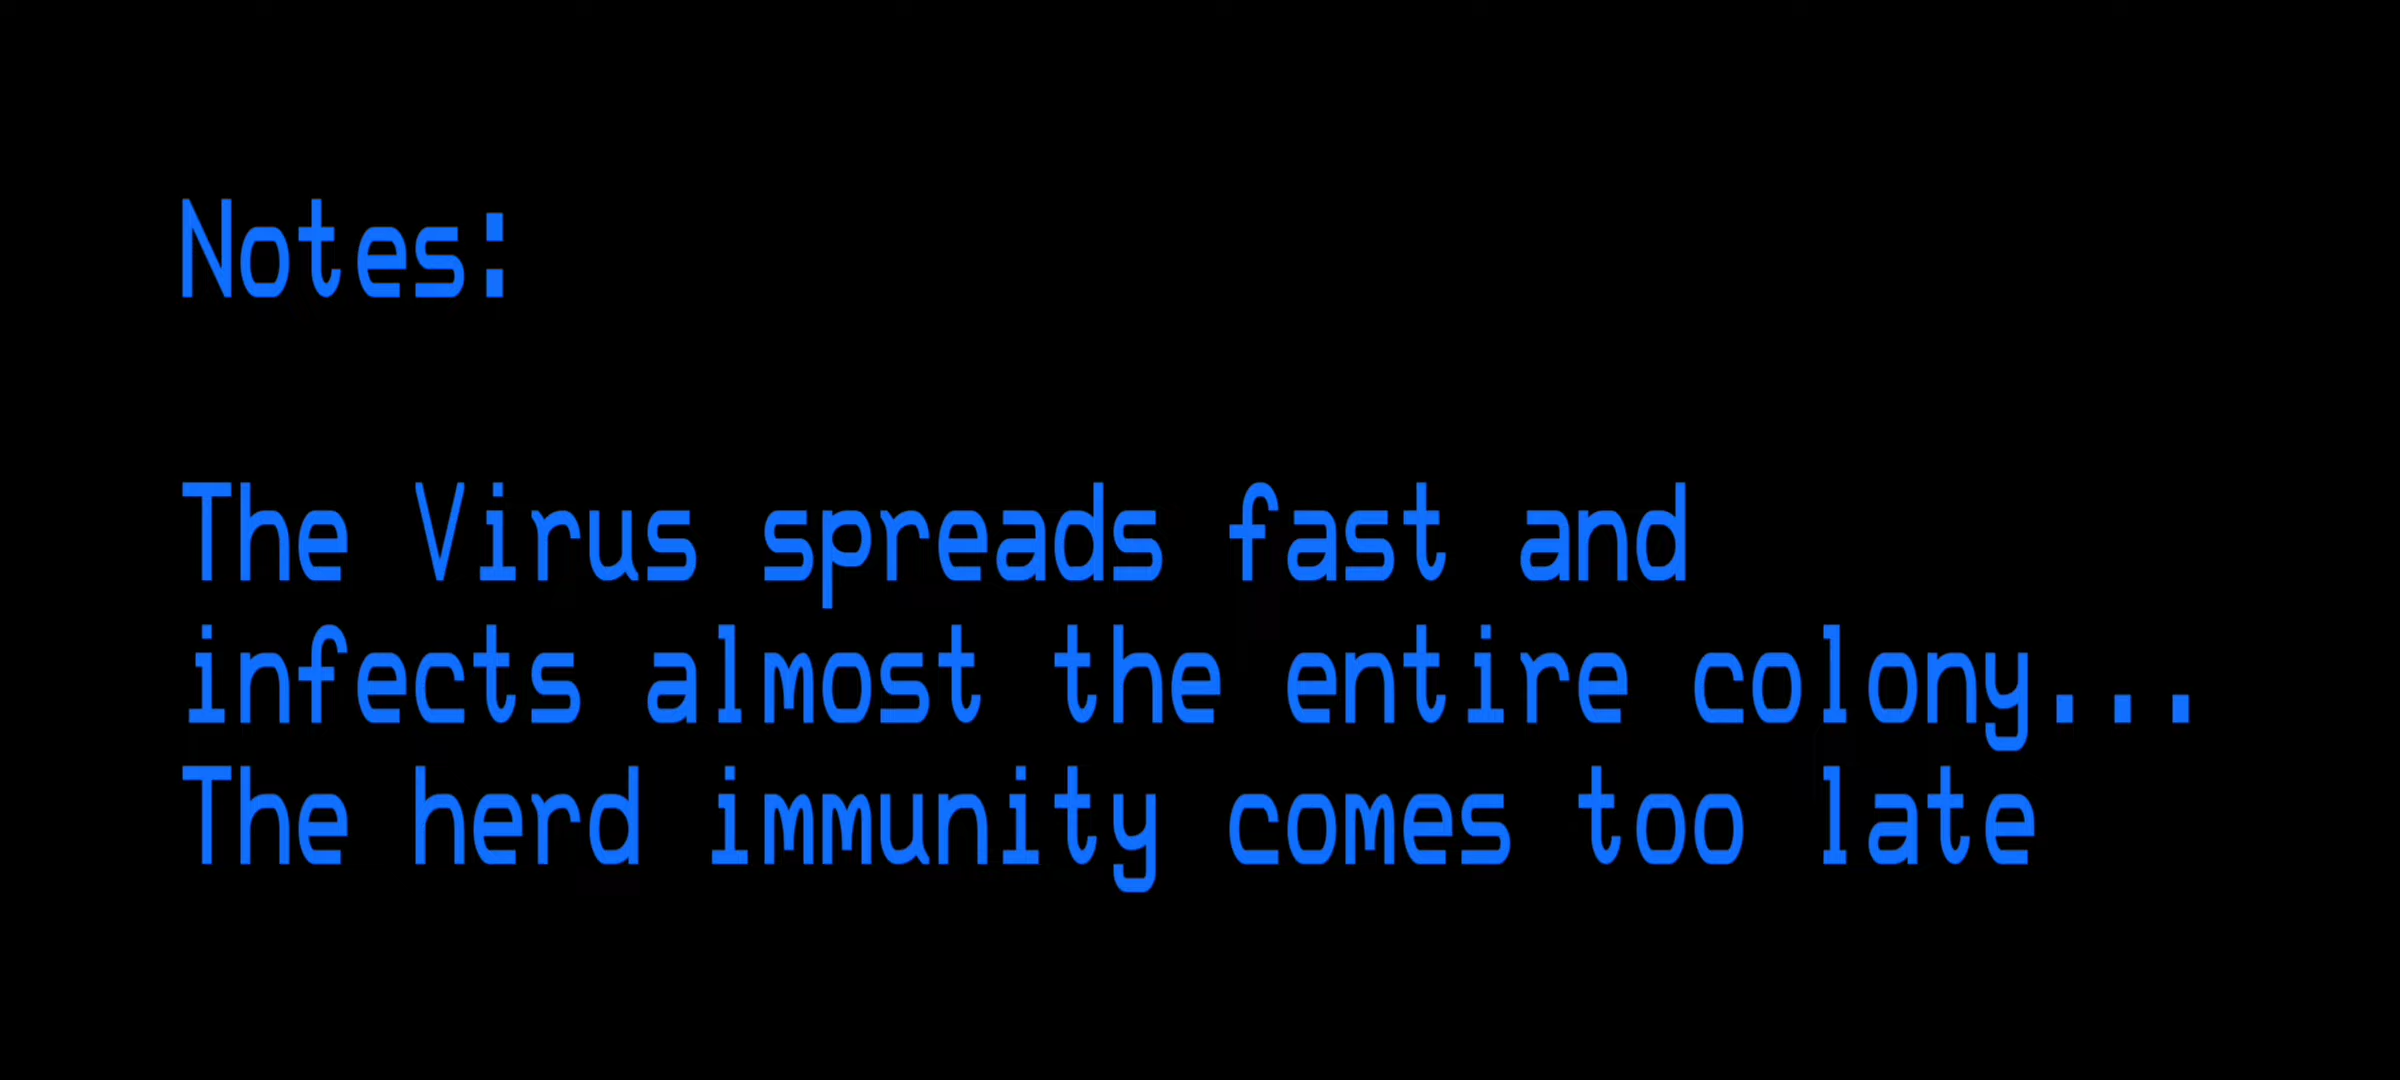 Notes:
The Virus spreads fast and
infects almost the entire colony...
The herd immunity comes too late